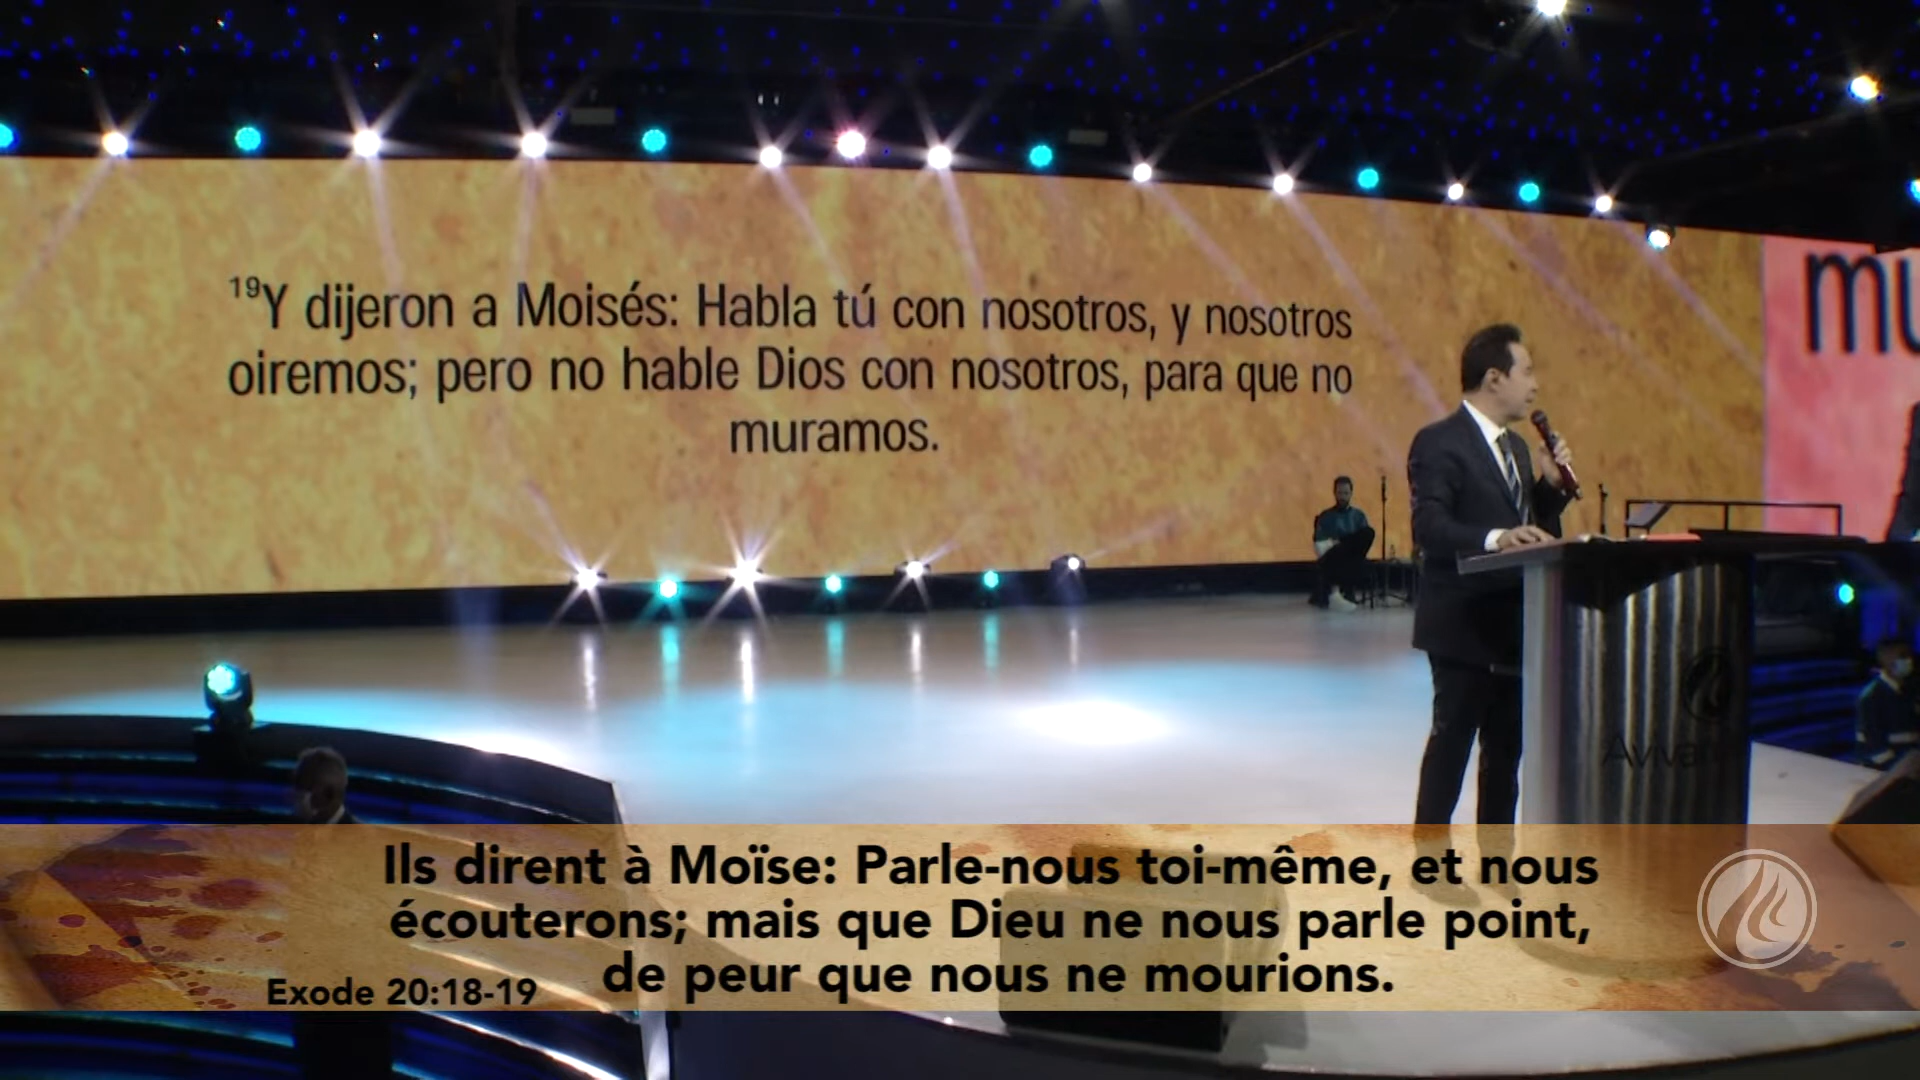 ¹⁹Y dijeron a Moisés: Habla tú con nosotros, y nosotros
oiremos; pero no hable Dios con nosotros, para que no
muramos.
mu
Ils dirent à Moïse: Parle-nous toi-même, et nous
écouterons; mais que Dieu ne nous parle point,
de peur que nous ne mourions.
Exode 20:18-19